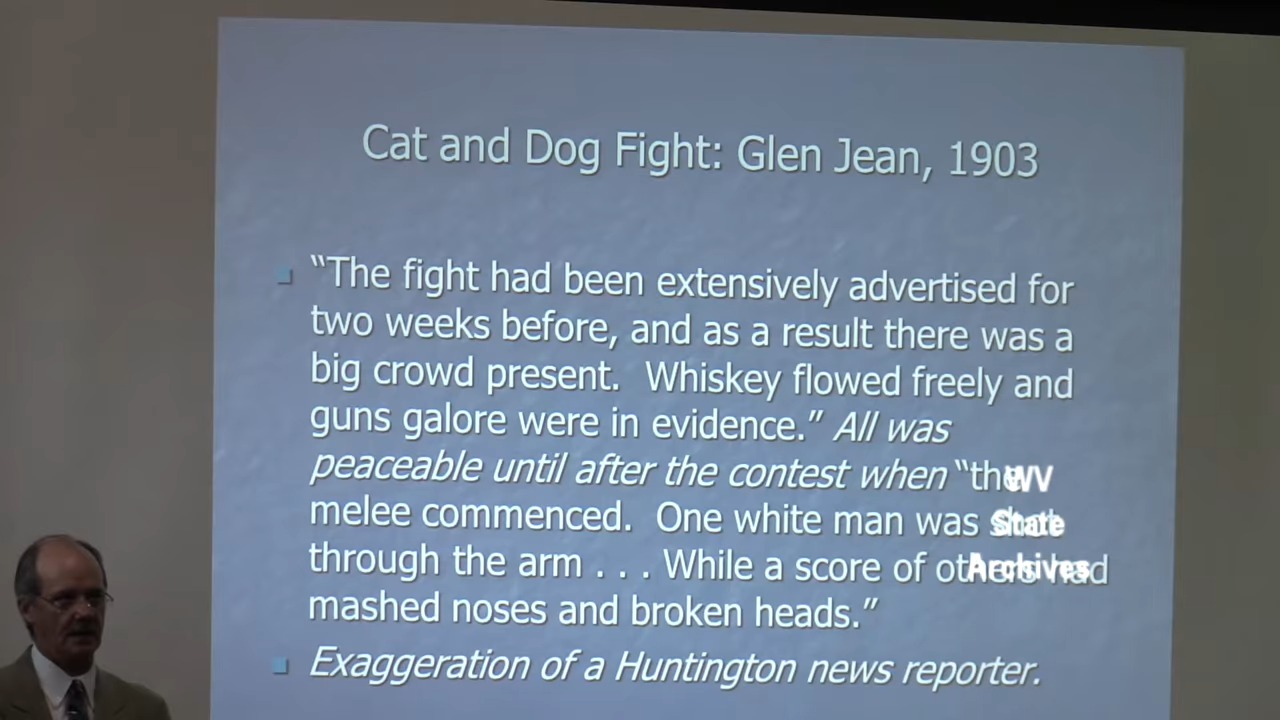 Cat and Dog Fight: Glen Jean, 1903
“The fight had been extensively advertised for
two weeks before, and as a result there was a
big crowd present.  Whiskey flowed freely and
guns galore were in evidence.” All was
peaceable until after the contest when “the
WV
melee commenced.  One white man was shot
State
through the arm . . . While a score of others had
Archives
mashed noses and broken heads.”
Exaggeration of a Huntington news reporter.